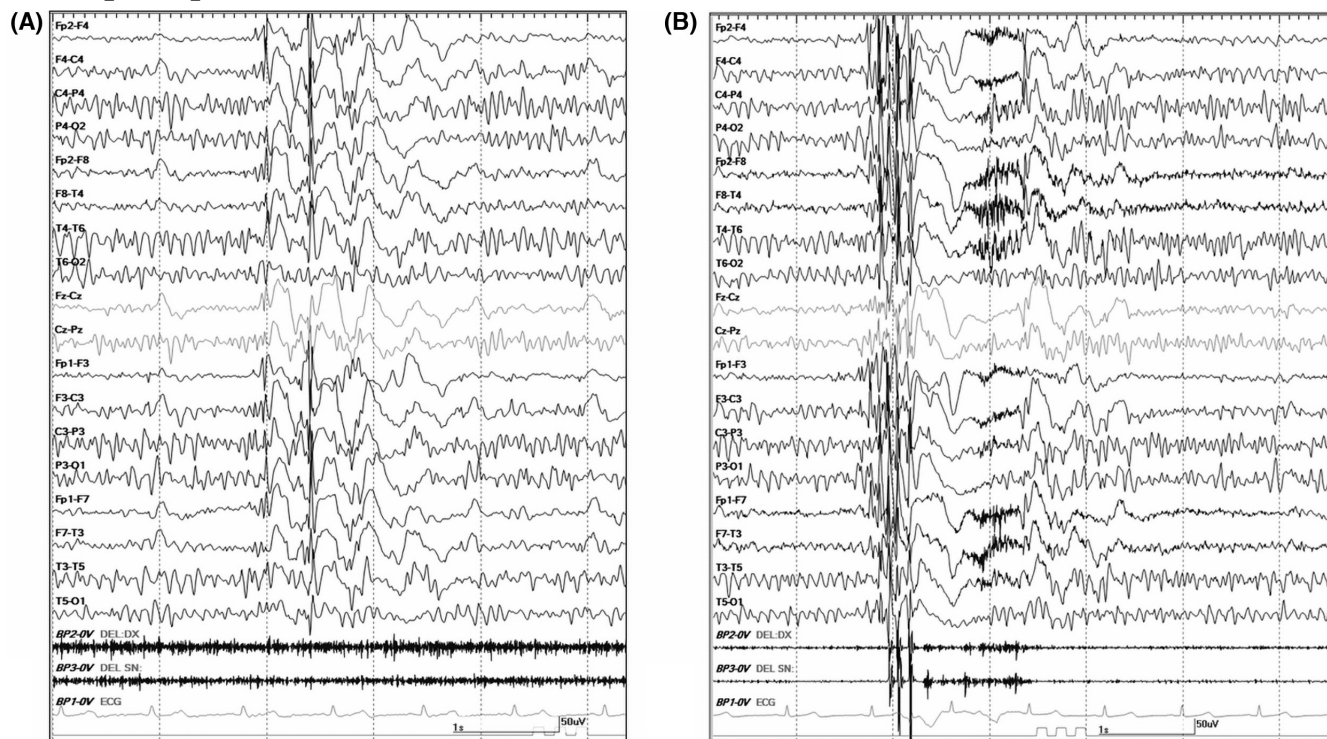 (A)
Fp2-F4
F4-C4
C4-P4
P4-O2
Fp2-F8
F8-T4
T4-T6
T6-O2
Fz-Cz
Cz-Pz
Fp1-F3
F3-C3
C3-P3
P3-O1
Fp1-F7
F7-T3
T3-T5
T5-O1
BP2-0V DEL:DX
BP3-0V DEL SN:
BP1-0V ECG
1s
50uV
(B)
Fp2-F4
F4-C4
C4-P4
P4-O2
Fp2-F8
F8-T4
T4-T6
T6-O2
Fz-Cz
Cz-Pz
Fp1-F3
F3-C3
C3-P3
P3-O1
Fp1-F7
F7-T3
T3-T5
T5-O1
BP2-0V DEL:DX
BP3-0V DEL SN:
BP1-0V ECG
1s
50uV